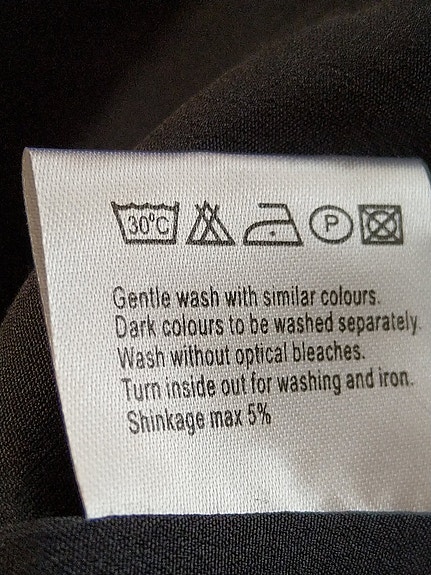 30°C P
Gentle wash with similar colours.
Dark colours to be washed separately.
Wash without optical bleaches.
Turn inside out for washing and iron.
Shinkage max 5%